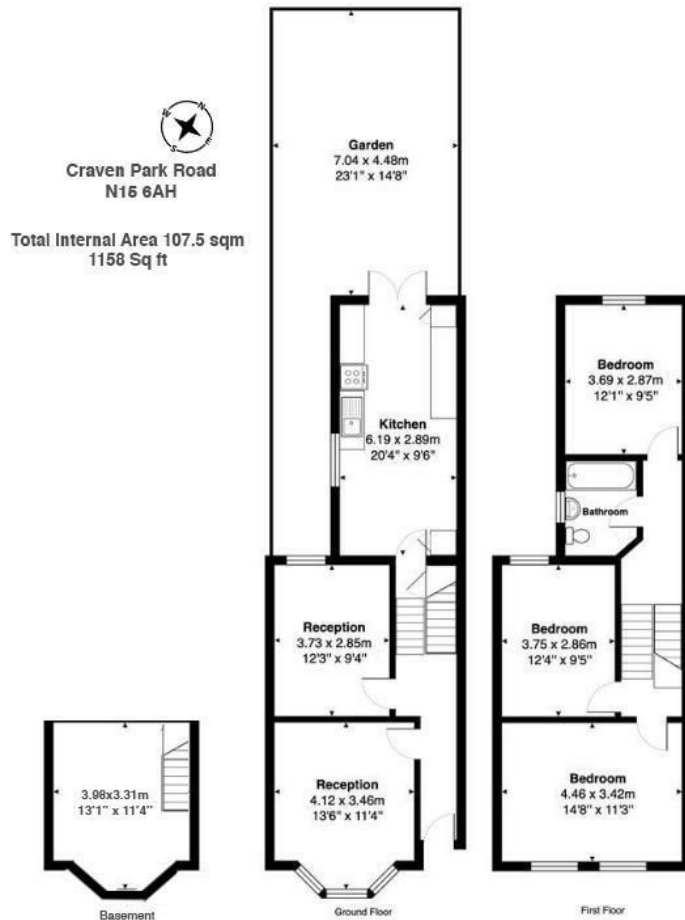 N
W
E
S
Craven Park Road
N15 6AH
Total Internal Area 107.5 sqm
1158 Sq ft
Garden
7.04 x 4.48m
23'1" x 14'8"
Kitchen
6.19 x 2.89m
20'4" x 9'6"
Reception
3.73 x 2.85m
12'3" x 9'4"
Reception
4.12 x 3.46m
13'6" x 11'4"
Ground Floor
Bedroom
3.69 x 2.87m
12'1" x 9'5"
Bathroom
Bedroom
3.75 x 2.86m
12'4" x 9'5"
Bedroom
4.46 x 3.42m
14'8" x 11'3"
First Floor
3.98x3.31m
13'1" x 11'4"
Basement